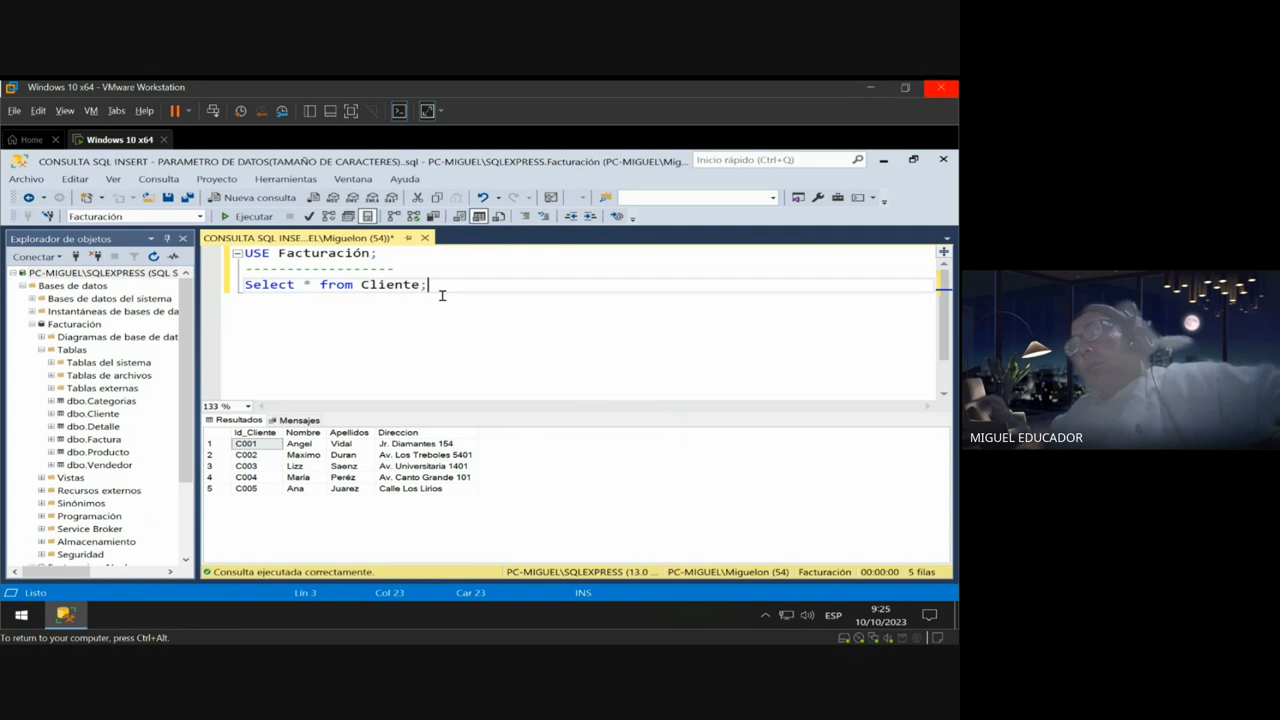 Windows 10 x64 - VMware Workstation
File Edit View VM Tabs Help
Home Windows 10 x64
CONSULTA SQL INSERT - PARAMETRO DE DATOS(TAMAÑO DE CARACTERES)..sql - PC-MIGUEL\SQLEXPRESS.Facturación (PC-MIGUEL\Mig... Inicio rápido (Ctrl+Q)
Archivo Editar Ver Consulta Proyecto Herramientas Ventana Ayuda
Nueva consulta
Facturación Ejecutar
Explorador de objetos
CONSULTA SQL INSE...EL\Miguelon (54))*
Conectar
PC-MIGUEL\SQLEXPRESS (SQL S
Bases de datos
Bases de datos del sistema
Instantáneas de bases de da
Facturación
Diagramas de base de dat
Tablas
Tablas del sistema
Tablas de archivos
Tablas externas
dbo.Categorias
dbo.Cliente
dbo.Detalle
dbo.Factura
dbo.Producto
dbo.Vendedor
Vistas
Recursos externos
Sinónimos
Programación
Service Broker
Almacenamiento
Seguridad
USE Facturación;
------------------
Select * from Cliente;
133 %
Resultados Mensajes
Id_Cliente Nombre Apellidos Direccion
1 C001 Angel Vidal Jr. Diamantes 154
2 C002 Maximo Duran Av. Los Treboles 5401
3 C003 Lizz Saenz Av. Universitaria 1401
4 C004 María Peréz Av. Canto Grande 101
5 C005 Ana Juarez Calle Los Lirios
Consulta ejecutada correctamente. PC-MIGUEL\SQLEXPRESS (13.0 ... PC-MIGUEL\Miguelon (54) Facturación 00:00:00 5 filas
Listo Lín 3 Col 23 Car 23 INS
ESP 9:25
10/10/2023
To return to your computer, press Ctrl+Alt.
MIGUEL EDUCADOR